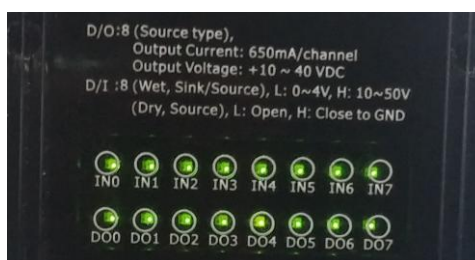 D/O:8 (Source type),
Output Current: 650mA/channel
Output Voltage: +10 ~ 40 VDC
D/I :8 (Wet, Sink/Source), L: 0~4V, H: 10~50V
(Dry, Source), L: Open, H: Close to GND
IN0 IN1 IN2 IN3 IN4 IN5 IN6 IN7
DO0 DO1 DO2 DO3 DO4 DO5 DO6 DO7